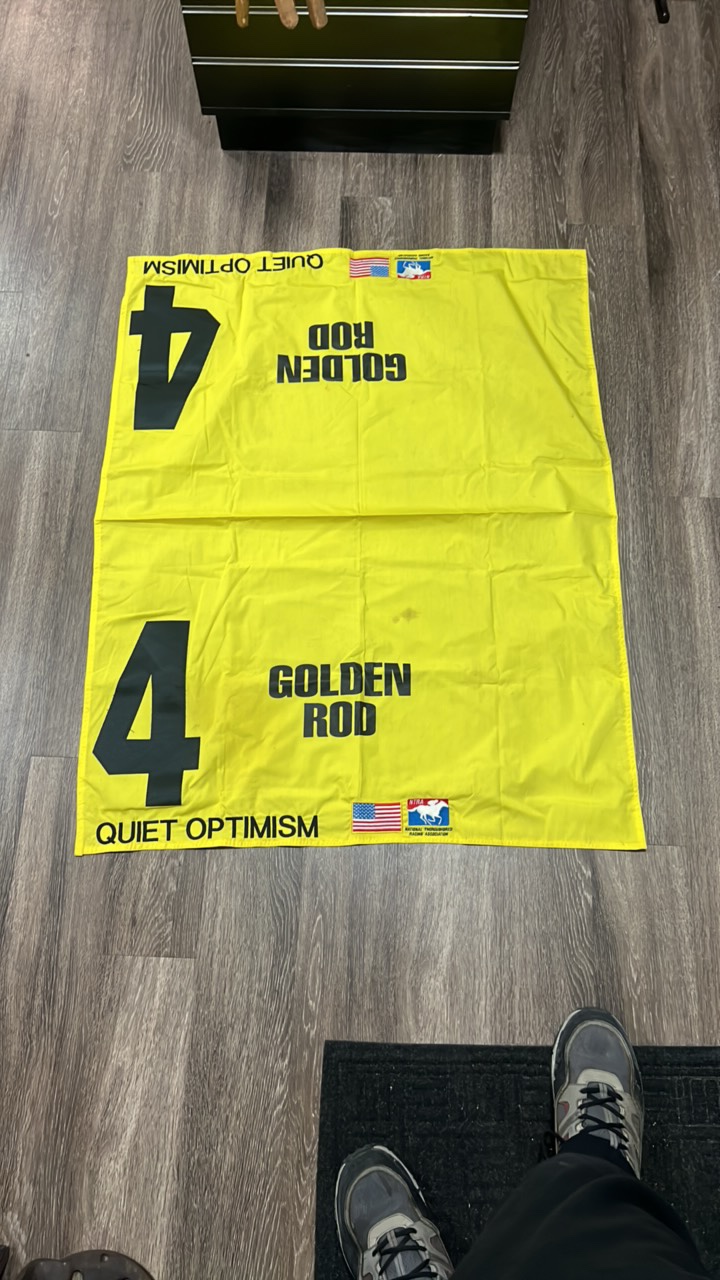 QUIET OPTIMISM
4
GOLDEN
ROD
4
GOLDEN
ROD
NTRA
NATIONAL THOROUGHBRED
RACING ASSOCIATION
QUIET OPTIMISM